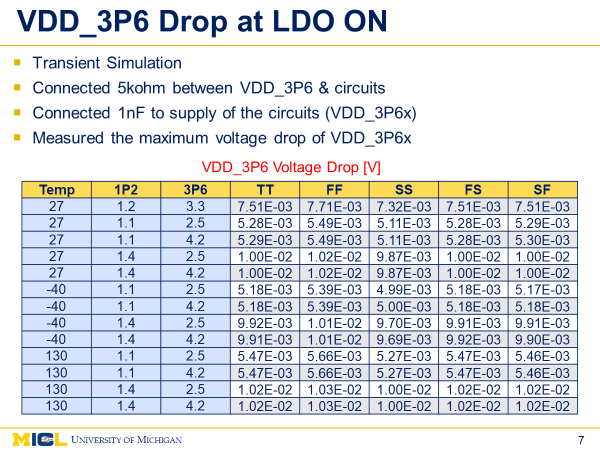 VDD_3P6 Drop at LDO ON
Transient Simulation
Connected 5kohm between VDD_3P6 & circuits
Connected 1nF to supply of the circuits (VDD_3P6x)
Measured the maximum voltage drop of VDD_3P6x
VDD_3P6 Voltage Drop [V]
Temp 1P2 3P6 TT FF SS FS SF
27 1.2 3.3 7.51E-03 7.71E-03 7.32E-03 7.51E-03 7.51E-03
27 1.1 2.5 5.28E-03 5.49E-03 5.11E-03 5.28E-03 5.29E-03
27 1.1 4.2 5.29E-03 5.49E-03 5.11E-03 5.28E-03 5.30E-03
27 1.4 2.5 1.00E-02 1.02E-02 9.87E-03 1.00E-02 1.00E-02
27 1.4 4.2 1.00E-02 1.02E-02 9.87E-03 1.00E-02 1.00E-02
-40 1.1 2.5 5.18E-03 5.39E-03 4.99E-03 5.18E-03 5.17E-03
-40 1.1 4.2 5.18E-03 5.39E-03 5.00E-03 5.18E-03 5.18E-03
-40 1.4 2.5 9.92E-03 1.01E-02 9.70E-03 9.91E-03 9.91E-03
-40 1.4 4.2 9.91E-03 1.01E-02 9.69E-03 9.92E-03 9.90E-03
130 1.1 2.5 5.47E-03 5.66E-03 5.27E-03 5.47E-03 5.46E-03
130 1.1 4.2 5.47E-03 5.66E-03 5.27E-03 5.47E-03 5.46E-03
130 1.4 2.5 1.02E-02 1.03E-02 1.00E-02 1.02E-02 1.02E-02
130 1.4 4.2 1.02E-02 1.03E-02 1.00E-02 1.02E-02 1.02E-02
MICL UNIVERSITY OF MICHIGAN 7